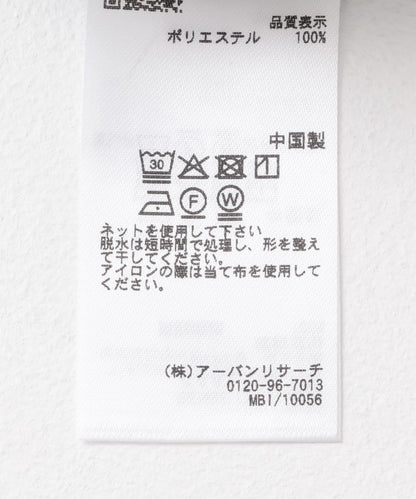 品質表示
ポリエステル 100%
中国製
30
F W
ネットを使用して下さい
脱水は短時間で処理し、形を整え
て干してください。
アイロンの際は当て布を使用して
ください。
(株)アーバンリサーチ
0120-96-7013
MBI/10056